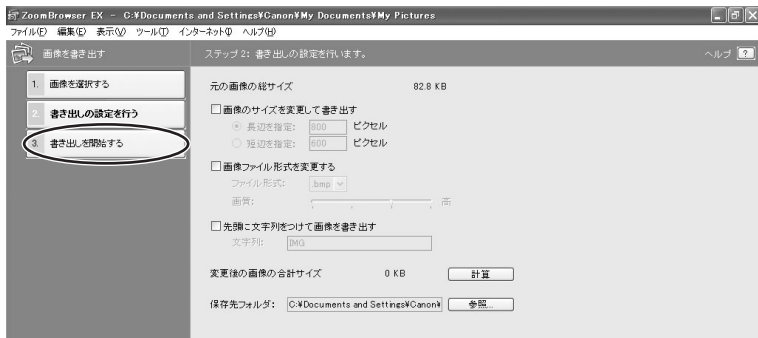 ZoomBrowser EX - C:¥Documents and Settings¥Canon¥My Documents¥My Pictures
ファイル(F) 編集(E) 表示(V) ツール(T) インターネット(I) ヘルプ(H)
画像を書き出す
ステップ2: 書き出しの設定を行います。
ヘルプ ?
1. 画像を選択する
2. 書き出しの設定を行う
3. 書き出しを開始する
元の画像の総サイズ 82.8 KB
画像のサイズを変更して書き出す
長辺を指定: 800 ピクセル
短辺を指定: 600 ピクセル
画像ファイル形式を変更する
ファイル形式: .bmp
画質: 高
先頭に文字列をつけて画像を書き出す
文字列: IMG
変更後の画像の合計サイズ 0 KB 計算
保存先フォルダ: C:¥Documents and Settings¥Canon¥ 参照...